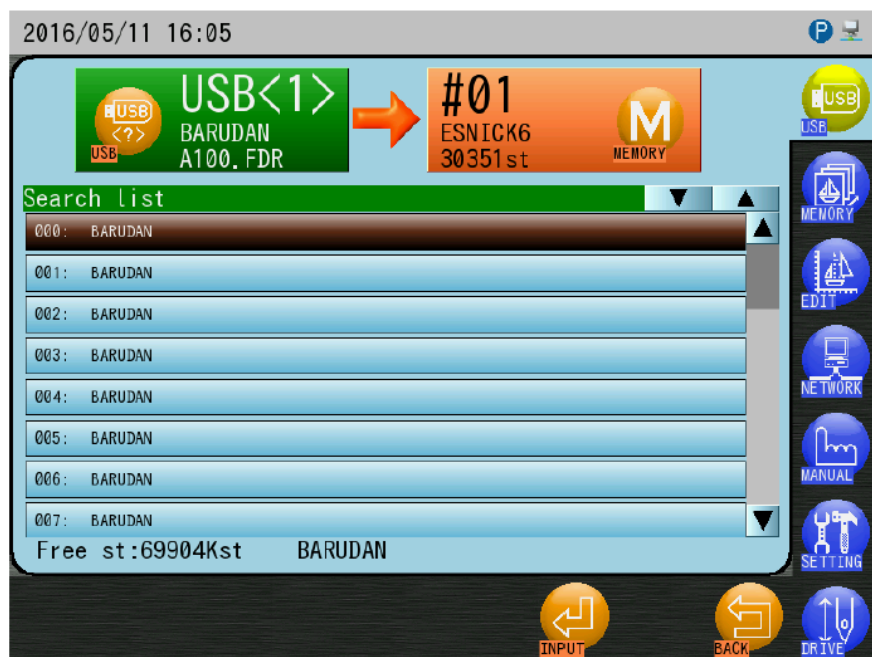 2016/05/11 16:05
P
USB
<?>
USB
USB<1>
BARUDAN
A100.FDR
#01
ESNICK6
30351st
M
MEMORY
USB
USB
Search list
▼ ▲
000: BARUDAN
001: BARUDAN
002: BARUDAN
003: BARUDAN
004: BARUDAN
005: BARUDAN
006: BARUDAN
007: BARUDAN
Free st:69904Kst BARUDAN
MEMORY
EDIT
NETWORK
MANUAL
SETTING
INPUT
BACK
DRIVE